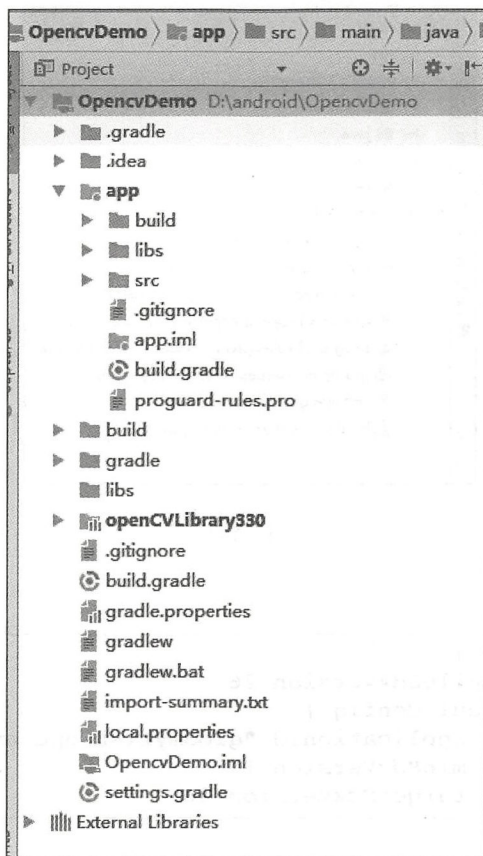 OpencvDemo app src main java
Project
OpencvDemo D:\android\OpencvDemo
.gradle
.idea
app
build
libs
src
.gitignore
app.iml
build.gradle
proguard-rules.pro
build
gradle
libs
openCVLibrary330
.gitignore
build.gradle
gradle.properties
gradlew
gradlew.bat
import-summary.txt
local.properties
OpencvDemo.iml
settings.gradle
External Libraries